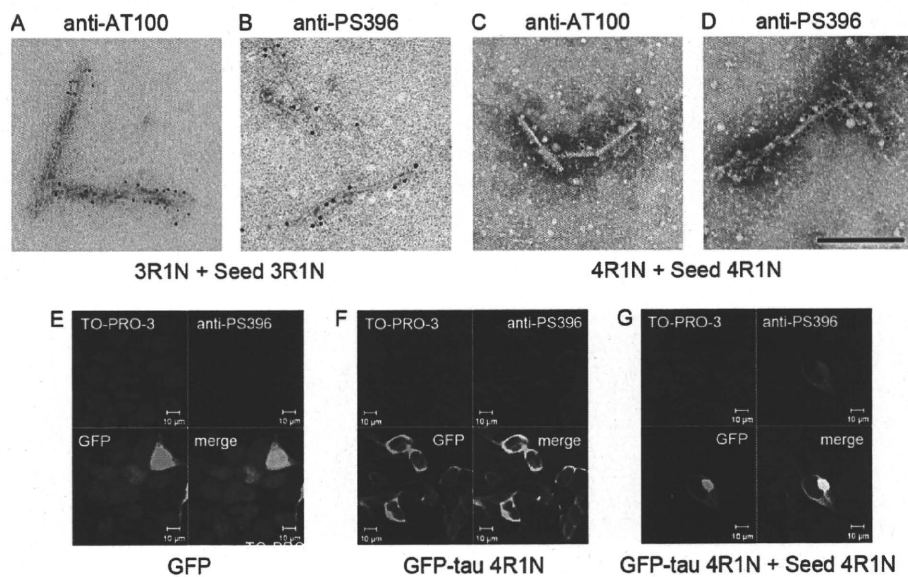 A anti-AT100
B anti-PS396
C anti-AT100
D anti-PS396
3R1N + Seed 3R1N
4R1N + Seed 4R1N
E TO-PRO-3 anti-PS396
GFP merge
10 µm 10 µm
10 µm 10 µm
GFP
F TO-PRO-3 anti-PS396
GFP merge
10 µm 10 µm
10 µm 10 µm
GFP-tau 4R1N
G TO-PRO-3 anti-PS396
GFP merge
10 µm 10 µm
10 µm 10 µm
GFP-tau 4R1N + Seed 4R1N